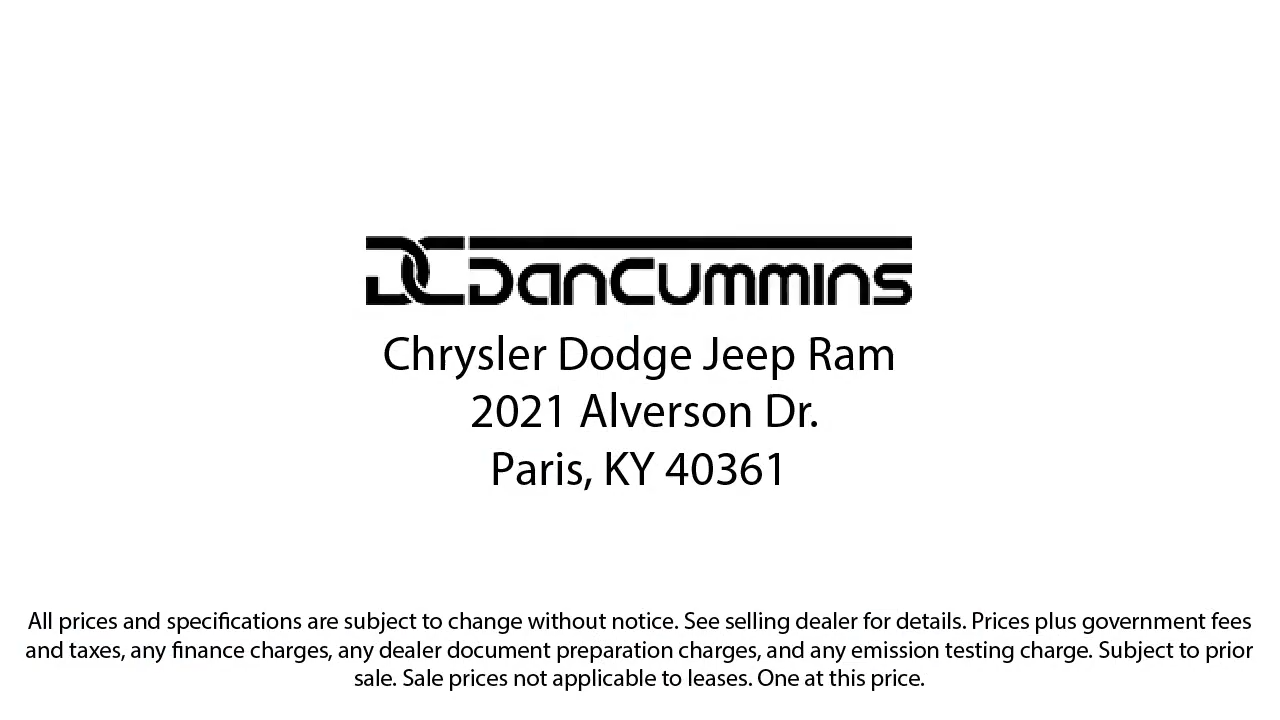 DC DanCummins
Chrysler Dodge Jeep Ram
2021 Alverson Dr.
Paris, KY 40361
All prices and specifications are subject to change without notice. See selling dealer for details. Prices plus government fees
and taxes, any finance charges, any dealer document preparation charges, and any emission testing charge. Subject to prior
sale. Sale prices not applicable to leases. One at this price.